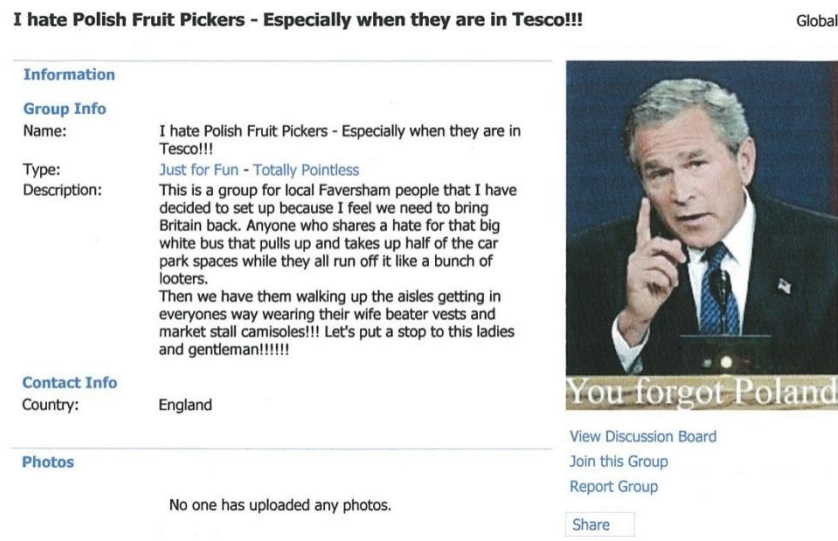 I hate Polish Fruit Pickers - Especially when they are in Tesco!!!
Global
Information
Group Info
Name: I hate Polish Fruit Pickers - Especially when they are in
Tesco!!!
Type: Just for Fun - Totally Pointless
Description: This is a group for local Faversham people that I have
decided to set up because I feel we need to bring
Britain back. Anyone who shares a hate for that big
white bus that pulls up and takes up half of the car
park spaces while they all run off it like a bunch of
looters.
Then we have them walking up the aisles getting in
everyones way wearing their wife beater vests and
market stall camisoles!!! Let's put a stop to this ladies
and gentleman!!!!!!
Contact Info
Country: England
Photos
No one has uploaded any photos.
You forgot Poland
View Discussion Board
Join this Group
Report Group
Share